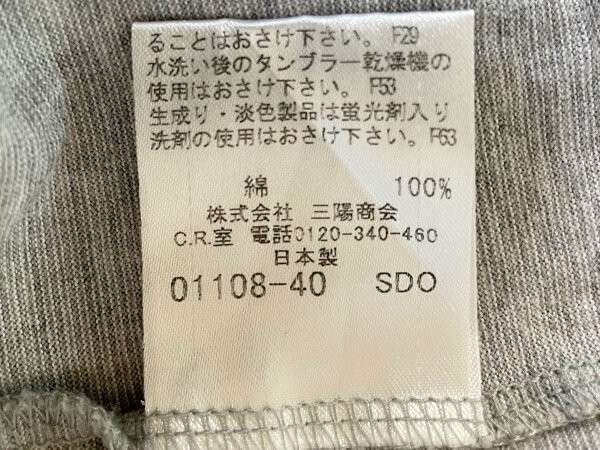 ることはおさけ下さい。 F29
水洗い後のタンブラー乾燥機の
使用はおさけ下さい。 F53
生成り・淡色製品は蛍光剤入り
洗剤の使用はおさけ下さい。F63
綿 100%
株式会社 三陽商会
C.R.室 電話0120-340-460
日本製
01108-40 SDO